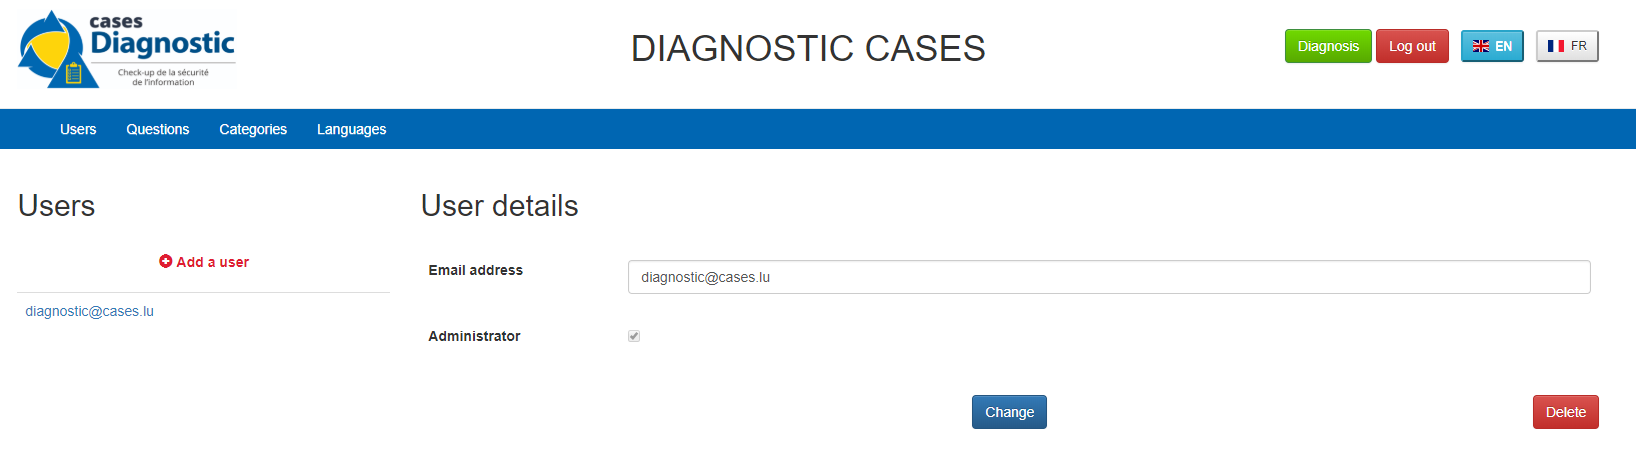 cases
Diagnostic
Check-up de la sécurité
de l'information
DIAGNOSTIC CASES
Diagnosis
Log out
EN
FR
Users
Questions
Categories
Languages
Users
Add a user
diagnostic@cases.lu
User details
Email address
diagnostic@cases.lu
Administrator
Change
Delete